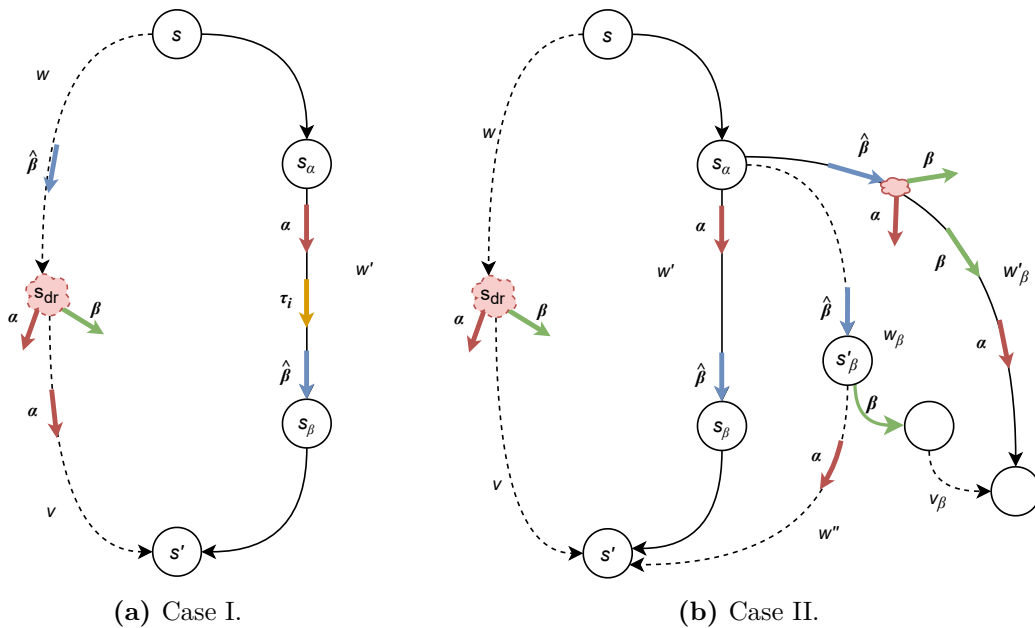 s
w
β̂
s_α
α
w'
s_dr
α
β
τ_i
β̂
α
s_β
v
s'
(a) Case I.
s
w
s_α
β̂
β
α
α
w'
β
w'_β
s_dr
α
β
β̂
w_β
α
s'_β
β̂
β
s_β
α
v
v_β
w''
s'
(b) Case II.